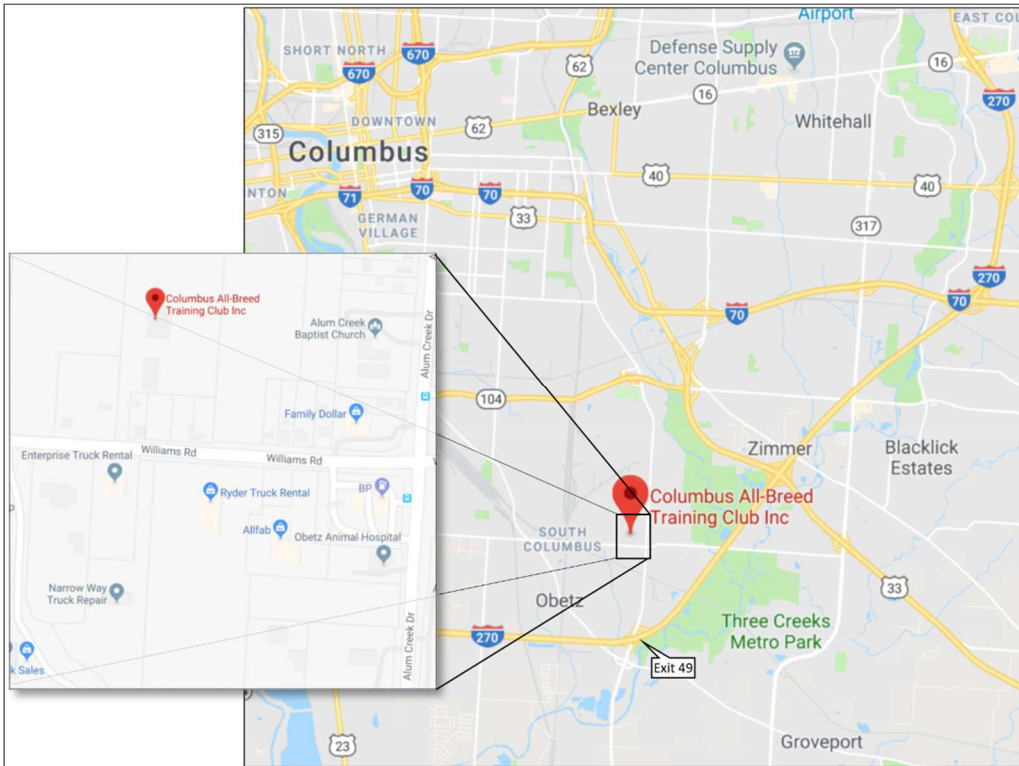 Airport
EAST COL
SHORT NORTH
670
670
62
Defense Supply
Center Columbus
16
16
270
Bexley
315
DOWNTOWN
62
Whitehall
Columbus
40
40
NTON
71
70
70
33
GERMAN
VILLAGE
317
270
70
70
104
Zimmer
Blacklick
Estates
Columbus All-Breed
Training Club Inc
SOUTH
COLUMBUS
33
Obetz
Three Creeks
Metro Park
270
Exit 49
23
Groveport
Columbus All-Breed
Training Club Inc
Alum Creek
Baptist Church
Alum Creek Dr
Family Dollar
Williams Rd
Williams Rd
Enterprise Truck Rental
Ryder Truck Rental
BP
Allfab
Obetz Animal Hospital
Narrow Way
Truck Repair
Alum Creek Dr
k Sales